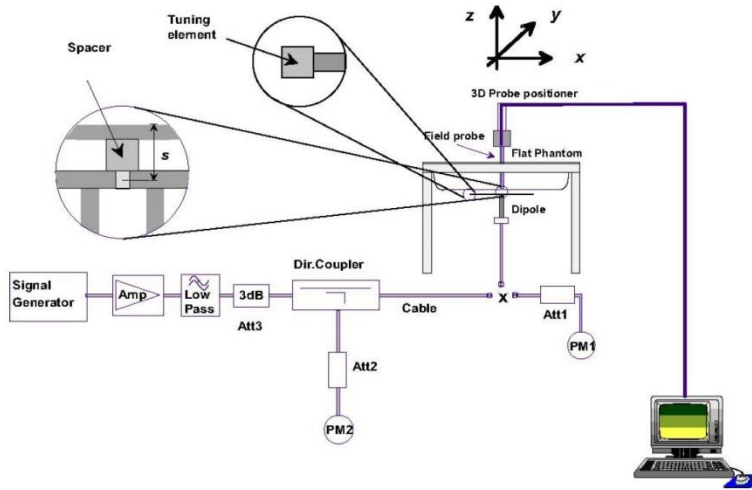 Tuning
element
Spacer
s
z
y
x
3D Probe positioner
Field probe
Flat Phantom
Dipole
Dir.Coupler
Signal
Generator
Amp
Low
Pass
3dB
Att3
Cable
x
Att1
PM1
Att2
PM2